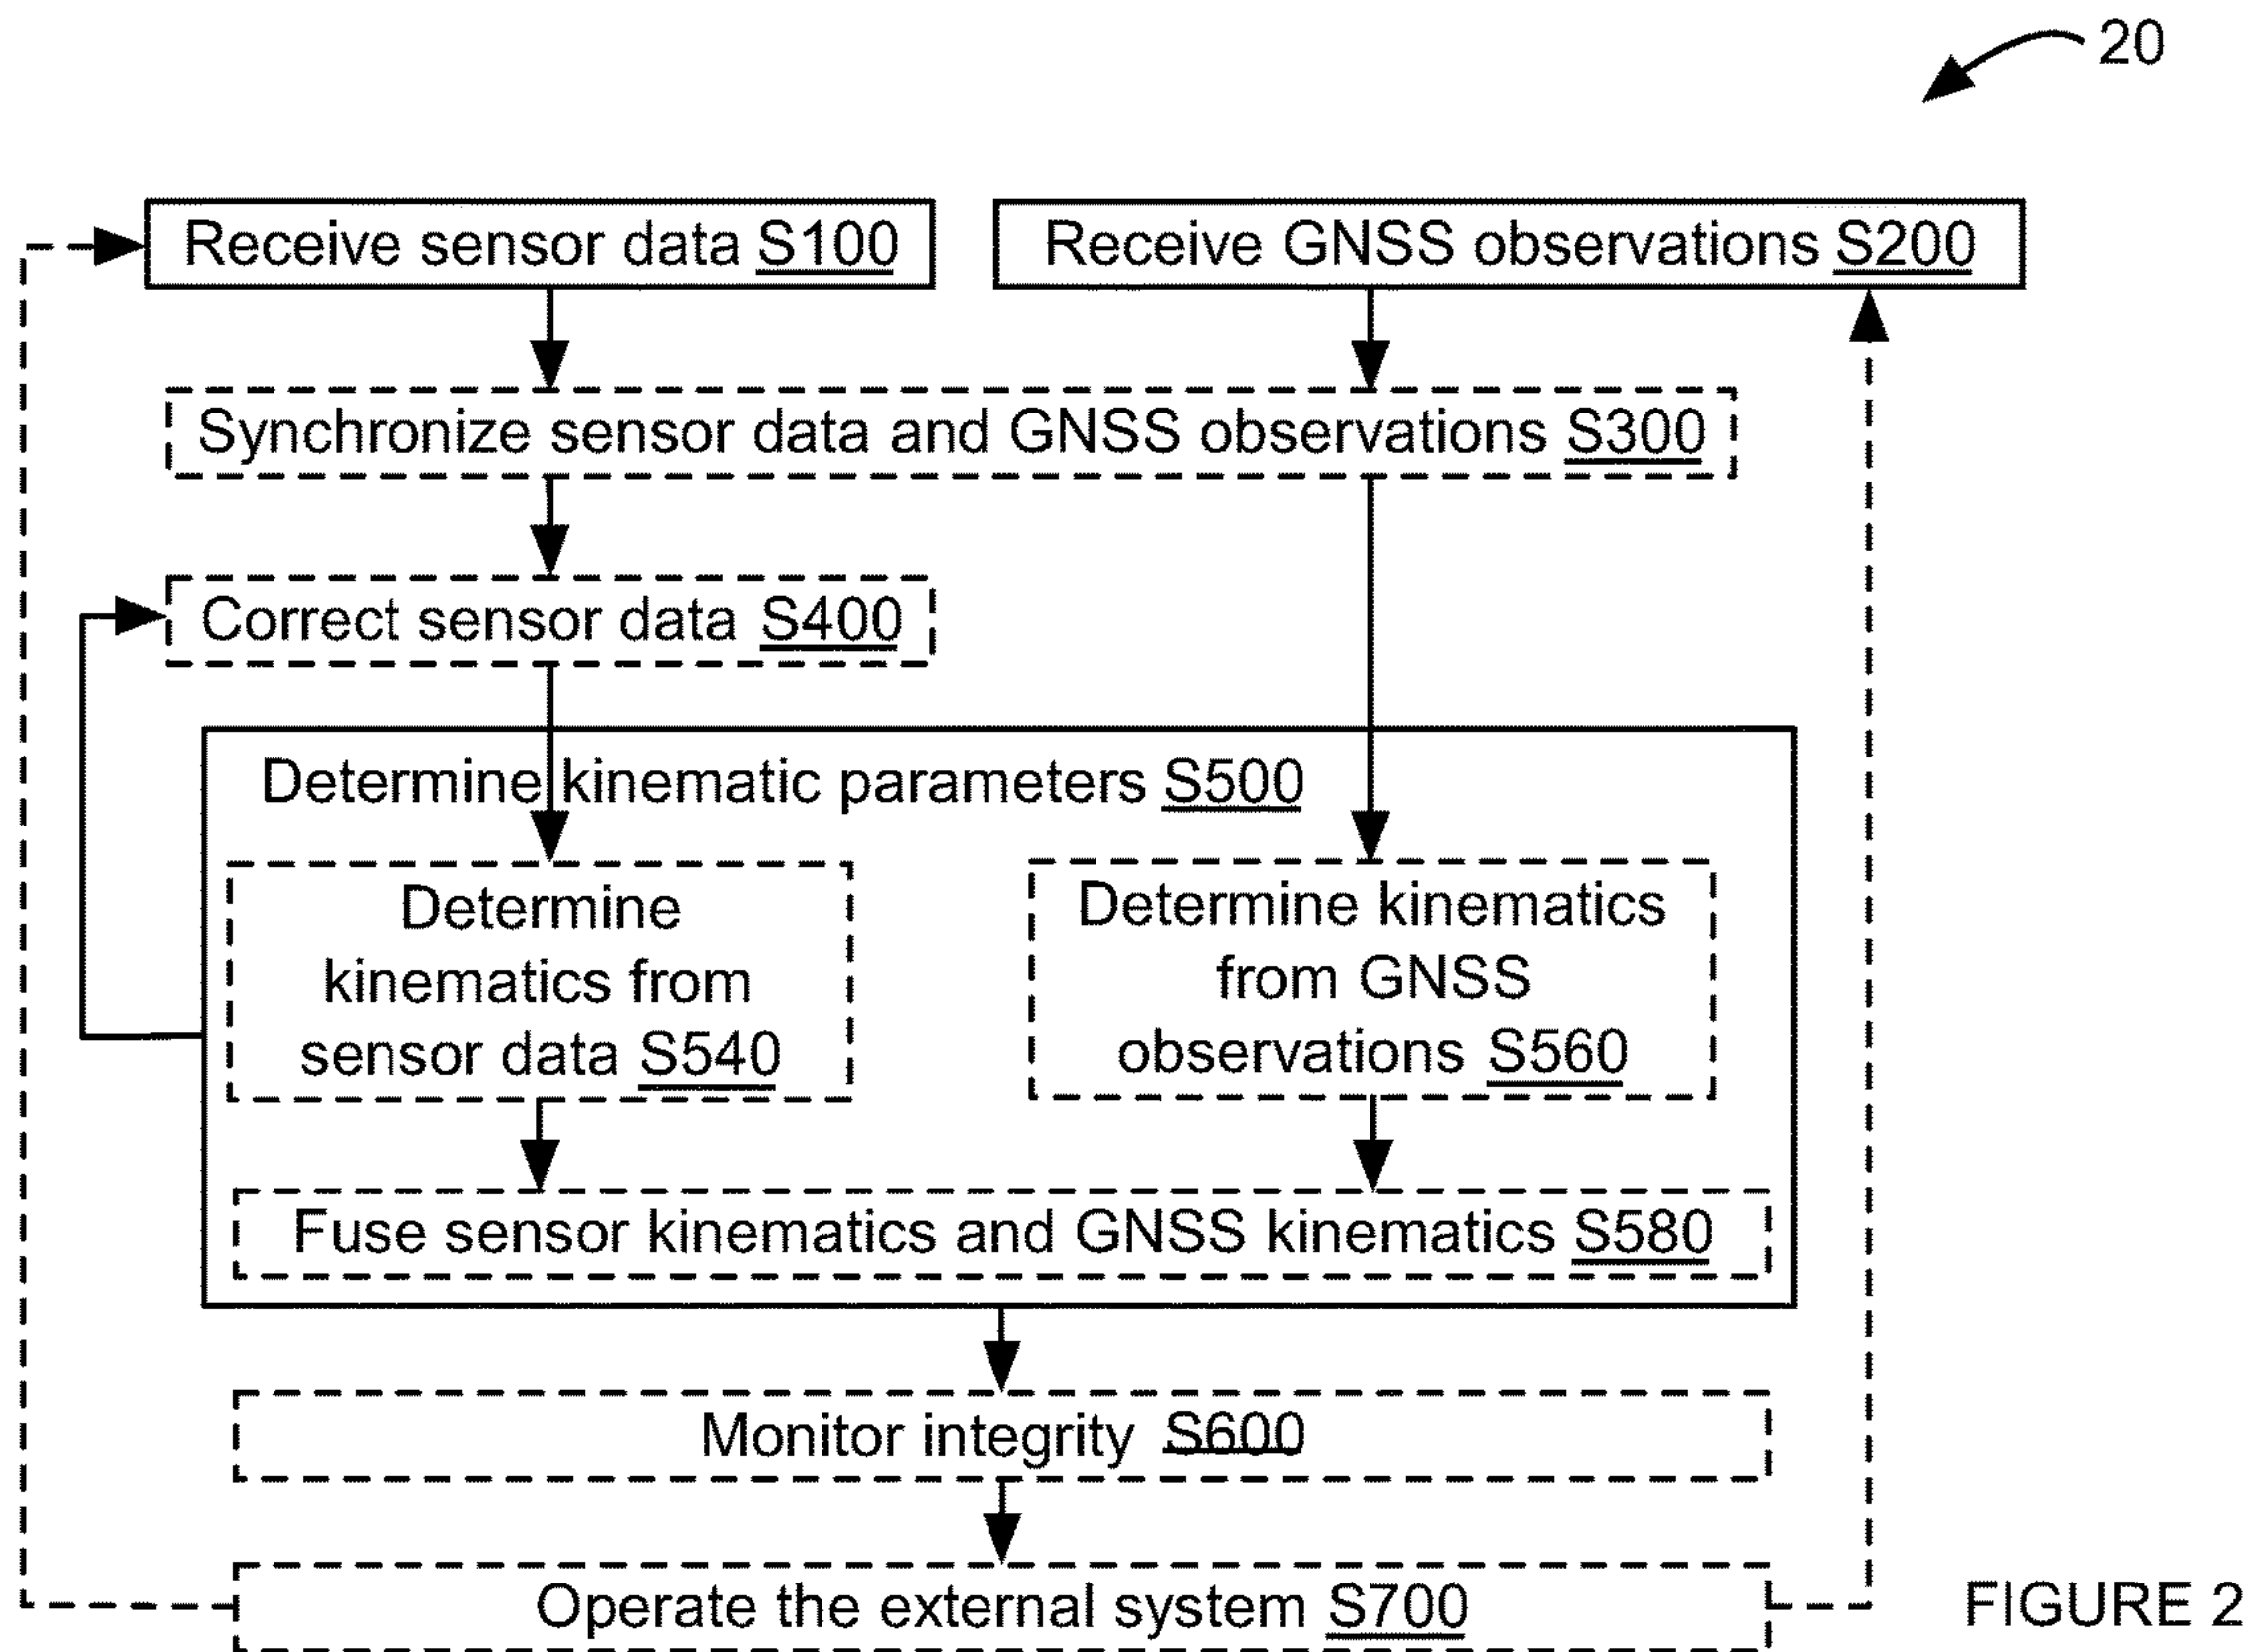 20
Receive sensor data S100
Receive GNSS observations S200
Synchronize sensor data and GNSS observations S300
Correct sensor data S400
Determine kinematic parameters S500
Determine
kinematics from
sensor data S540
Determine kinematics
from GNSS
observations S560
Fuse sensor kinematics and GNSS kinematics S580
Monitor integrity S600
Operate the external system S700
FIGURE 2